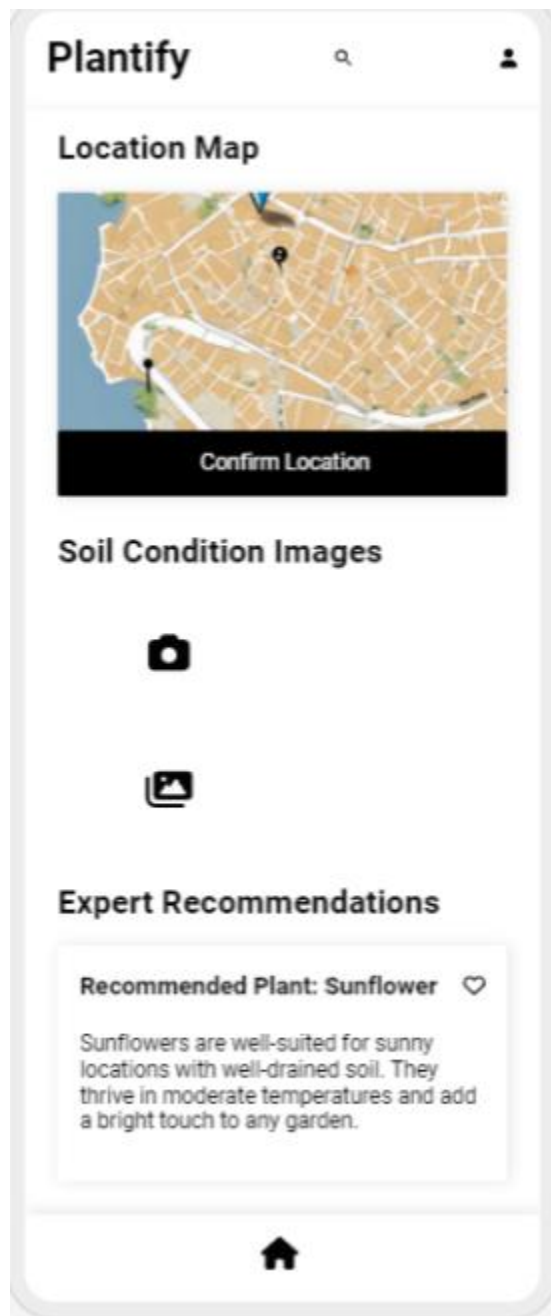 Plantify
Location Map
Confirm Location
Soil Condition Images
Expert Recommendations
Recommended Plant: Sunflower
Sunflowers are well-suited for sunny
locations with well-drained soil. They
thrive in moderate temperatures and add
a bright touch to any garden.